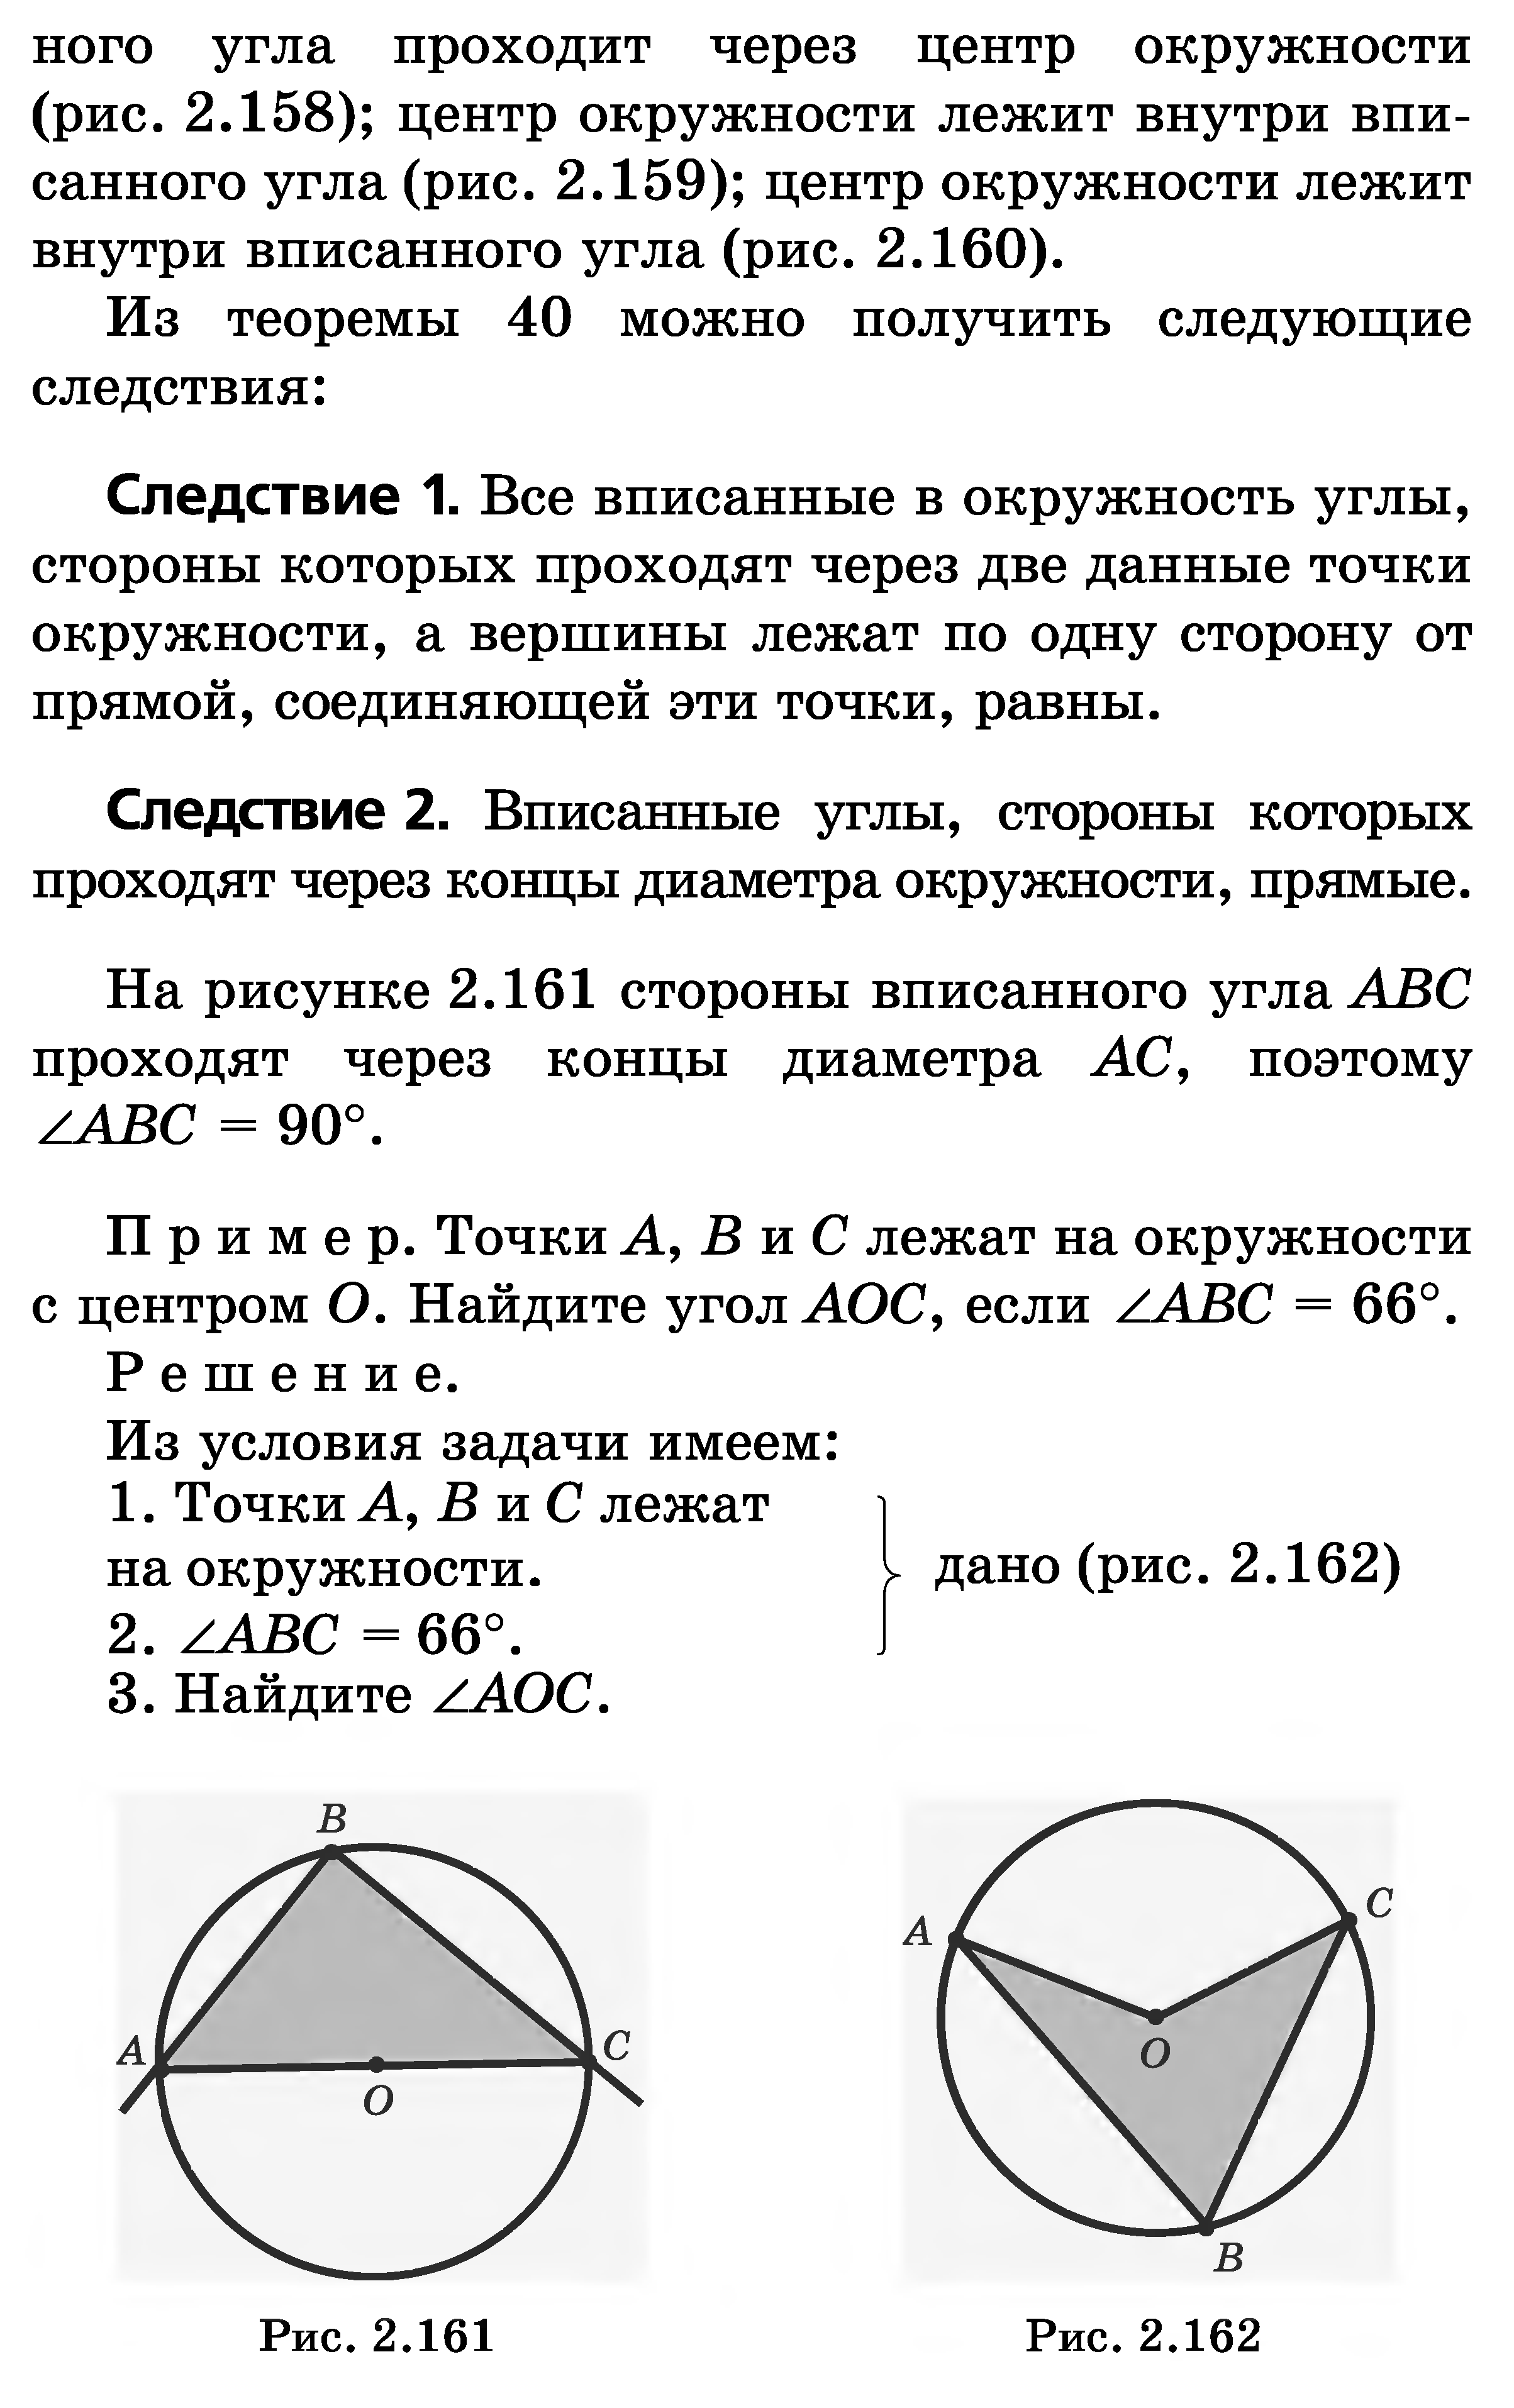 ного угла проходит через центр окружности
(рис. 2.158); центр окружности лежит внутри впи-
санного угла (рис. 2.159); центр окружности лежит
внутри вписанного угла (рис. 2.160).
Из теоремы 40 можно получить следующие
следствия:
Следствие 1. Все вписанные в окружность углы,
стороны которых проходят через две данные точки
окружности, а вершины лежат по одну сторону от
прямой, соединяющей эти точки, равны.
Следствие 2. Вписанные углы, стороны которых
проходят через концы диаметра окружности, прямые.
На рисунке 2.161 стороны вписанного угла ABC
проходят через концы диаметра AC, поэтому
∠ABC = 90°.
Пример. Точки A, B и C лежат на окружности
с центром O. Найдите угол AOC, если ∠ABC = 66°.
Решение.
Из условия задачи имеем:
1. Точки A, B и C лежат
на окружности.
2. ∠ABC = 66°.
дано (рис. 2.162)
3. Найдите ∠AOC.
B
A
C
O
Рис. 2.161
A
C
O
B
Рис. 2.162